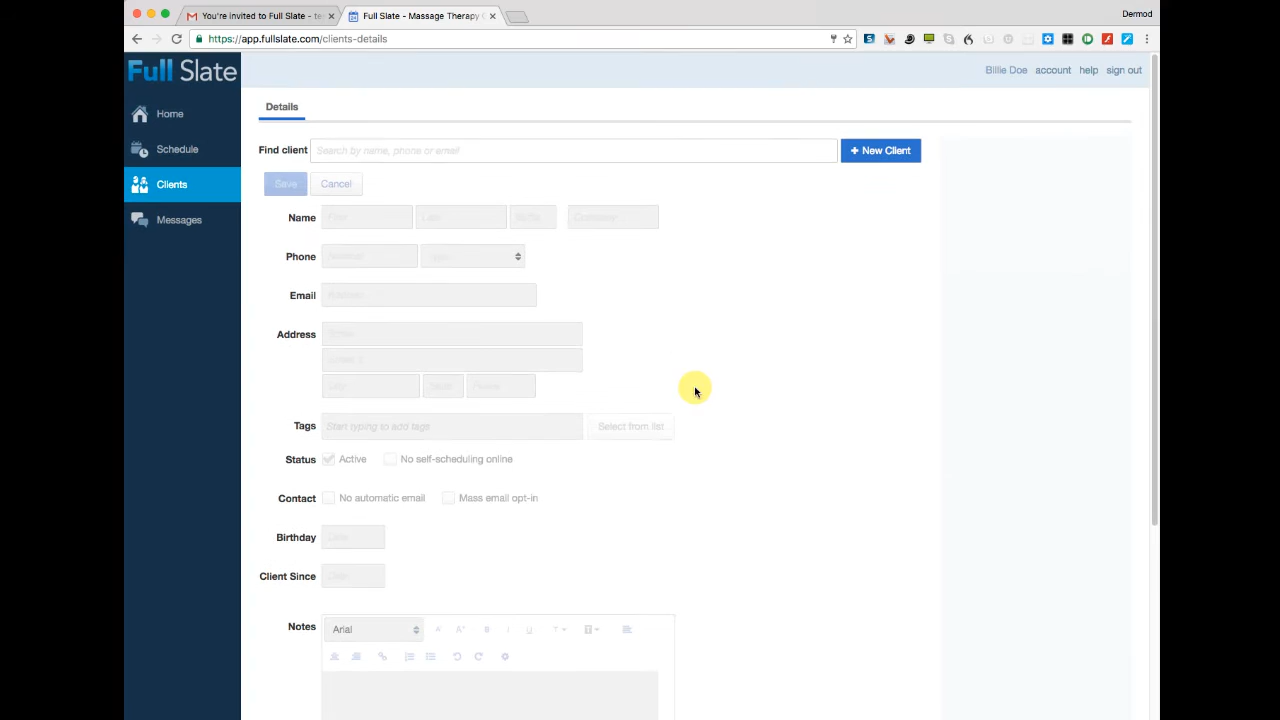 You're invited to Full Slate - te
Full Slate - Massage Therapy
Dermod
https://app.fullslate.com/clients-details
Full Slate
Billie Doe account help sign out
Home
Schedule
Clients
Messages
Details
Find client Search by name, phone or email + New Client
Save Cancel
Name First Last Suffix Company
Phone Number
Email Address
Address Street
Street 2
City State
Tags Start typing to add tags Select from list
Status Active No self-scheduling online
Contact No automatic email Mass email opt-in
Birthday Date
Client Since Date
Notes Arial